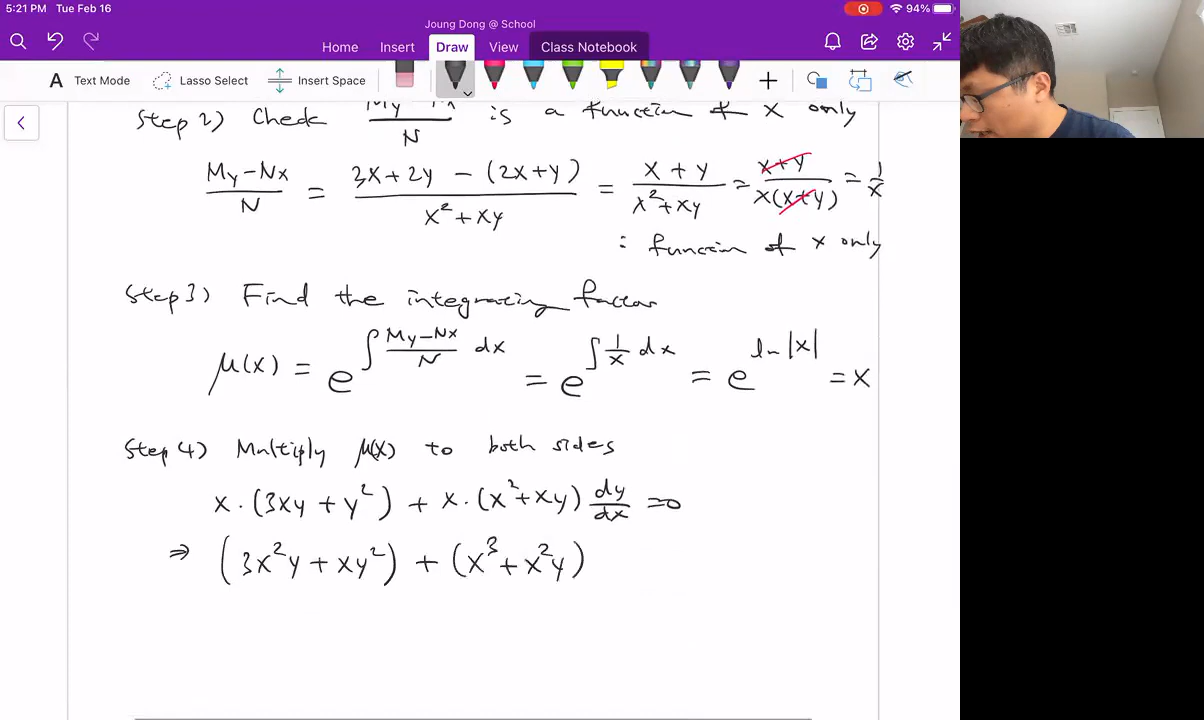 5:21 PM Tue Feb 16 94%
Joung Dong @ School
Home Insert Draw View Class Notebook
A Text Mode Lasso Select Insert Space
Step 2) Check (My-Nx)/N is a function of x only
(My-Nx)/N = (3x+2y - (2x+y))/(x²+xy) = (x+y)/(x²+xy) = (x+y)/(x(x+y)) = 1/x
: function of x only
Step 3) Find the integrating factor
μ(x) = e^(∫ (My-Nx)/N dx) = e^(∫ 1/x dx) = e^(ln|x|) = x
Step 4) Multiply μ(x) to both sides
x·(3xy+y²) + x·(x²+xy) dy/dx =0
⇒ (3x²y+xy²) + (x³+x²y)